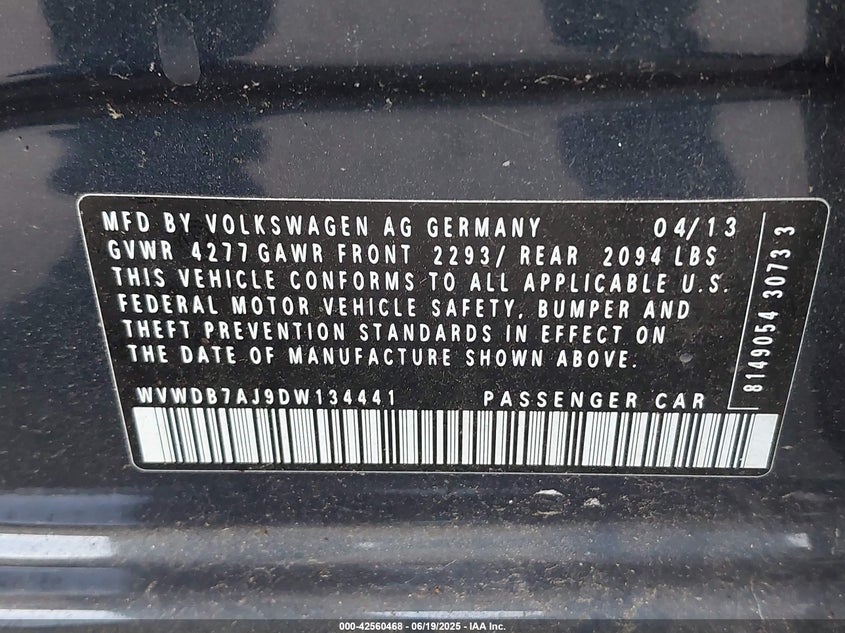 MFD BY VOLKSWAGEN AG GERMANY 04/13
GVWR 4277 GAWR FRONT 2293/ REAR 2094 LBS
THIS VEHICLE CONFORMS TO ALL APPLICABLE U.S.
FEDERAL MOTOR VEHICLE SAFETY, BUMPER AND
THEFT PREVENTION STANDARDS IN EFFECT ON
THE DATE OF MANUFACTURE SHOWN ABOVE.
WVWDB7AJ9DW134441 PASSENGER CAR
8149054 3073 3
000-42560468 - 06/19/2025 - IAA Inc.